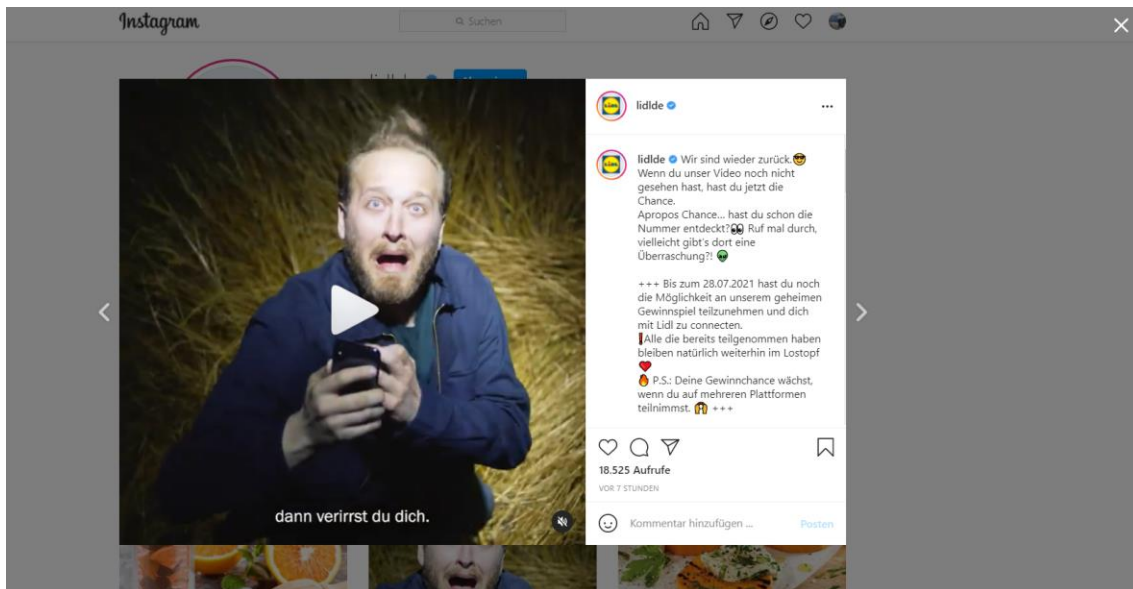 Instagram
Suchen
lidlde
lidlde Wir sind wieder zurück.😎
Wenn du unser Video noch nicht
gesehen hast, hast du jetzt die
Chance.
Apropos Chance... hast du schon die
Nummer entdeckt?👀 Ruf mal durch,
vielleicht gibt's dort eine
Überraschung?! 👽
+++ Bis zum 28.07.2021 hast du noch
die Möglichkeit an unserem geheimen
Gewinnspiel teilzunehmen und dich
mit Lidl zu connecten.
❗Alle die bereits teilgenommen haben
bleiben natürlich weiterhin im Lostopf
❤️
🔥 P.S.: Deine Gewinnchance wächst,
wenn du auf mehreren Plattformen
teilnimmst. 🙌 +++
18.525 Aufrufe
VOR 7 STUNDEN
dann verirrst du dich.
Kommentar hinzufügen ...
Posten